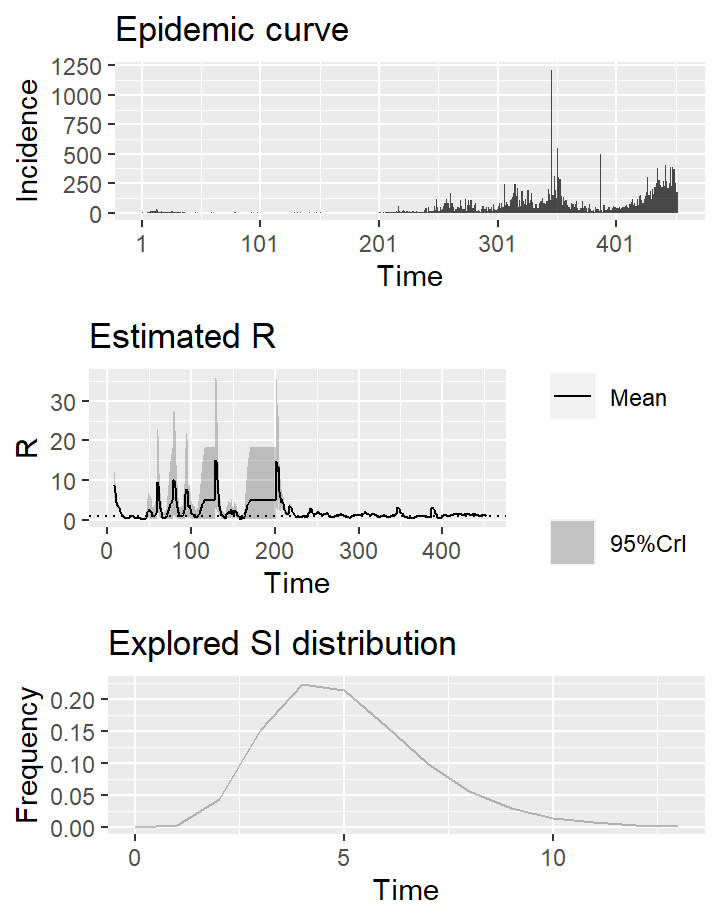 Epidemic curve
1250
1000
750
500
250
0
Incidence
1 101 201 301 401
Time
Estimated R
30
20
10
0
R
0 100 200 300 400
Time
Mean
95%CrI
Explored SI distribution
0.20
0.15
0.10
0.05
0.00
Frequency
0 5 10
Time